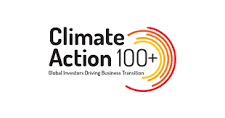 Climate
Action 100+
Global Investors Driving Business Transition